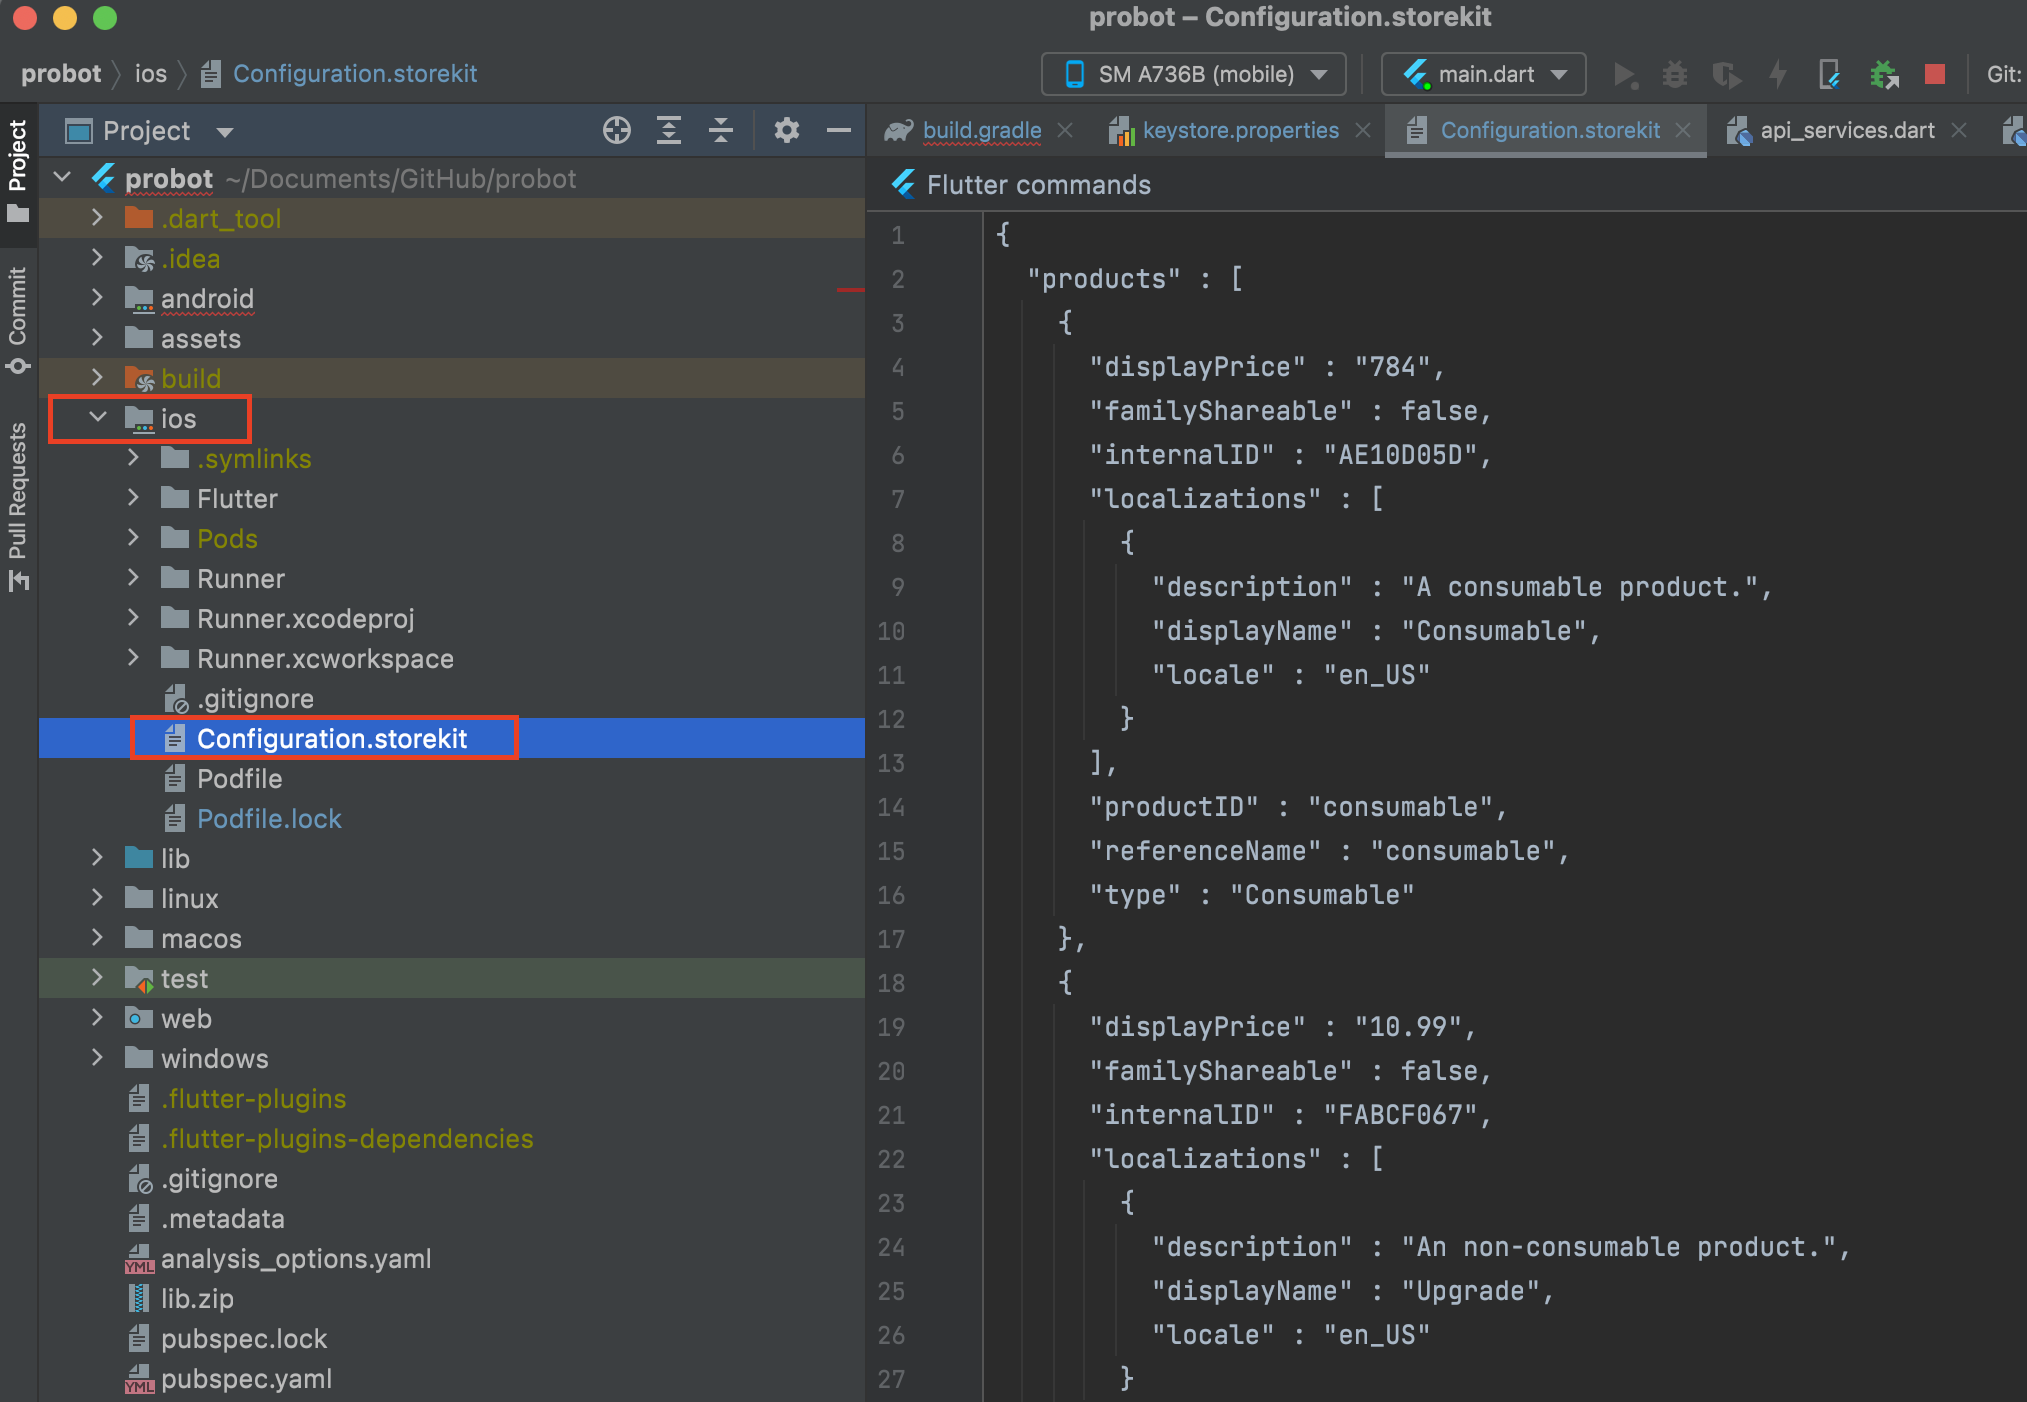 probot – Configuration.storekit
probot
ios
Configuration.storekit
SM A736B (mobile)
main.dart
Git:
Project
Commit
Pull Requests
Project
probot ~/Documents/GitHub/probot
.dart_tool
.idea
android
assets
build
ios
.symlinks
Flutter
Pods
Runner
Runner.xcodeproj
Runner.xcworkspace
.gitignore
Configuration.storekit
Podfile
Podfile.lock
lib
linux
macos
test
web
windows
.flutter-plugins
.flutter-plugins-dependencies
.gitignore
.metadata
YML analysis_options.yaml
lib.zip
pubspec.lock
YML pubspec.yaml
build.gradle
keystore.properties
Configuration.storekit
api_services.dart
Flutter commands
1 {
2 "products" : [
3 {
4 "displayPrice" : "784",
5 "familyShareable" : false,
6 "internalID" : "AE10D05D",
7 "localizations" : [
8 {
9 "description" : "A consumable product.",
10 "displayName" : "Consumable",
11 "locale" : "en_US"
12 }
13 ],
14 "productID" : "consumable",
15 "referenceName" : "consumable",
16 "type" : "Consumable"
17 },
18 {
19 "displayPrice" : "10.99",
20 "familyShareable" : false,
21 "internalID" : "FABCF067",
22 "localizations" : [
23 {
24 "description" : "An non-consumable product.",
25 "displayName" : "Upgrade",
26 "locale" : "en_US"
27 }